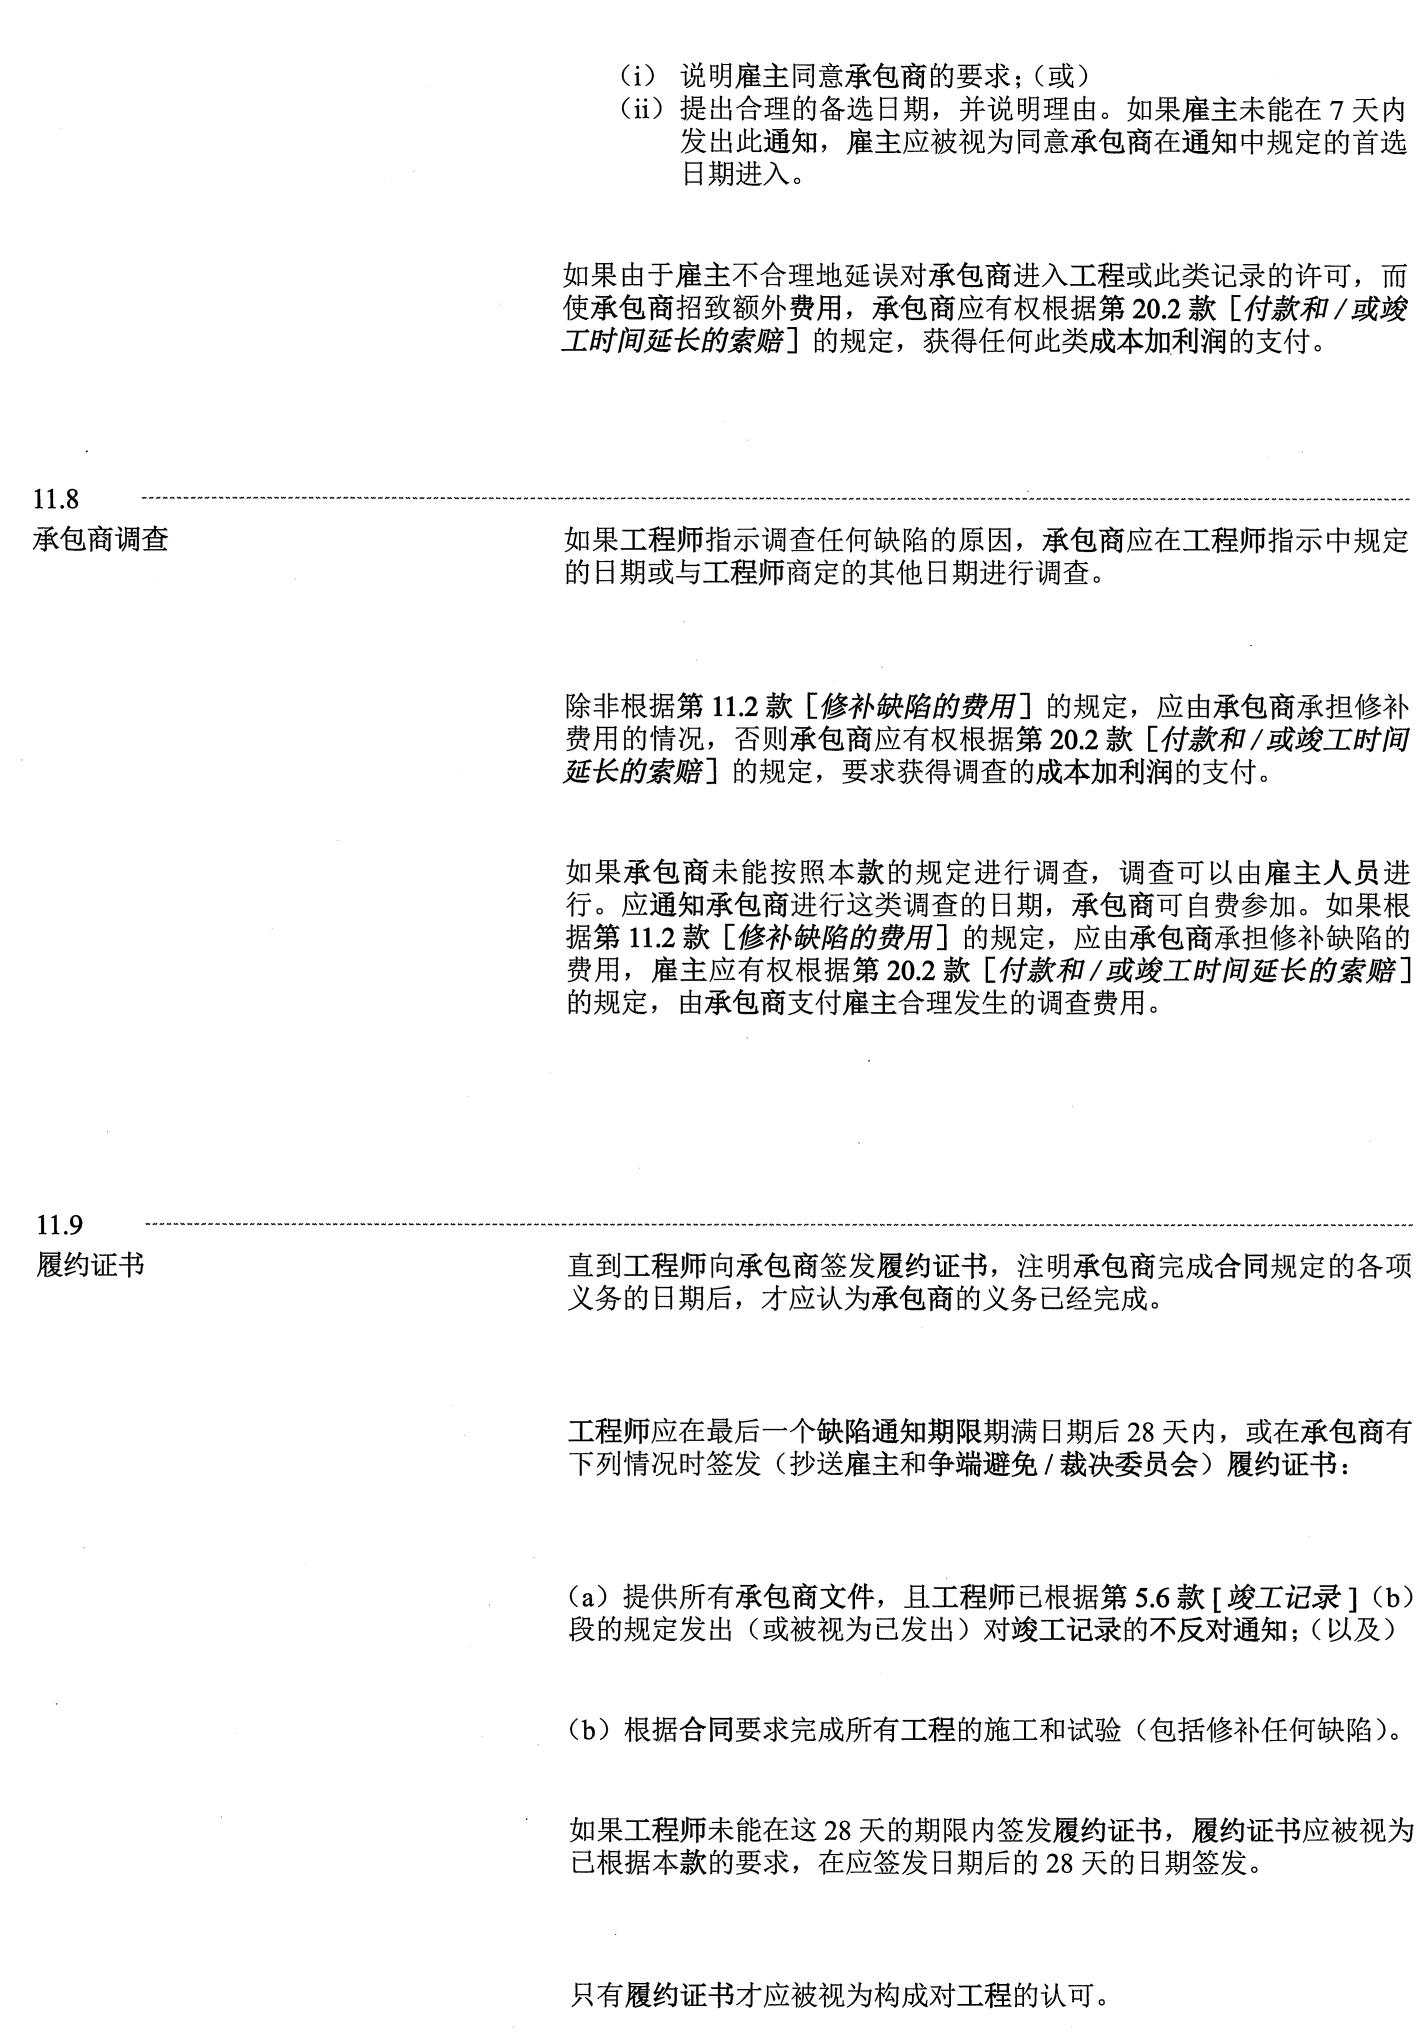 （i） 说明雇主同意承包商的要求；（或）
（ii）提出合理的备选日期，并说明理由。如果雇主未能在 7 天内
发出此通知，雇主应被视为同意承包商在通知中规定的首选
日期进入。
如果由于雇主不合理地延误对承包商进入工程或此类记录的许可，而
使承包商招致额外费用，承包商应有权根据第 20.2 款［付款和 / 或竣
工时间延长的索赔］的规定，获得任何此类成本加利润的支付。
11.8
承包商调查
如果工程师指示调查任何缺陷的原因，承包商应在工程师指示中规定
的日期或与工程师商定的其他日期进行调查。
除非根据第 11.2 款［修补缺陷的费用］的规定，应由承包商承担修补
费用的情况，否则承包商应有权根据第 20.2 款［付款和 / 或竣工时间
延长的索赔］的规定，要求获得调查的成本加利润的支付。
如果承包商未能按照本款的规定进行调查，调查可以由雇主人员进
行。应通知承包商进行这类调查的日期，承包商可自费参加。如果根
据第 11.2 款［修补缺陷的费用］的规定，应由承包商承担修补缺陷的
费用，雇主应有权根据第 20.2 款［付款和 / 或竣工时间延长的索赔］
的规定，由承包商支付雇主合理发生的调查费用。
11.9
履约证书
直到工程师向承包商签发履约证书，注明承包商完成合同规定的各项
义务的日期后，才应认为承包商的义务已经完成。
工程师应在最后一个缺陷通知期限期满日期后 28 天内，或在承包商有
下列情况时签发（抄送雇主和争端避免 / 裁决委员会）履约证书：
（a）提供所有承包商文件，且工程师已根据第 5.6 款 [ 竣工记录 ]（b）
段的规定发出（或被视为已发出）对竣工记录的不反对通知；（以及）
（b）根据合同要求完成所有工程的施工和试验（包括修补任何缺陷）。
如果工程师未能在这 28 天的期限内签发履约证书，履约证书应被视为
已根据本款的要求，在应签发日期后的 28 天的日期签发。
只有履约证书才应被视为构成对工程的认可。